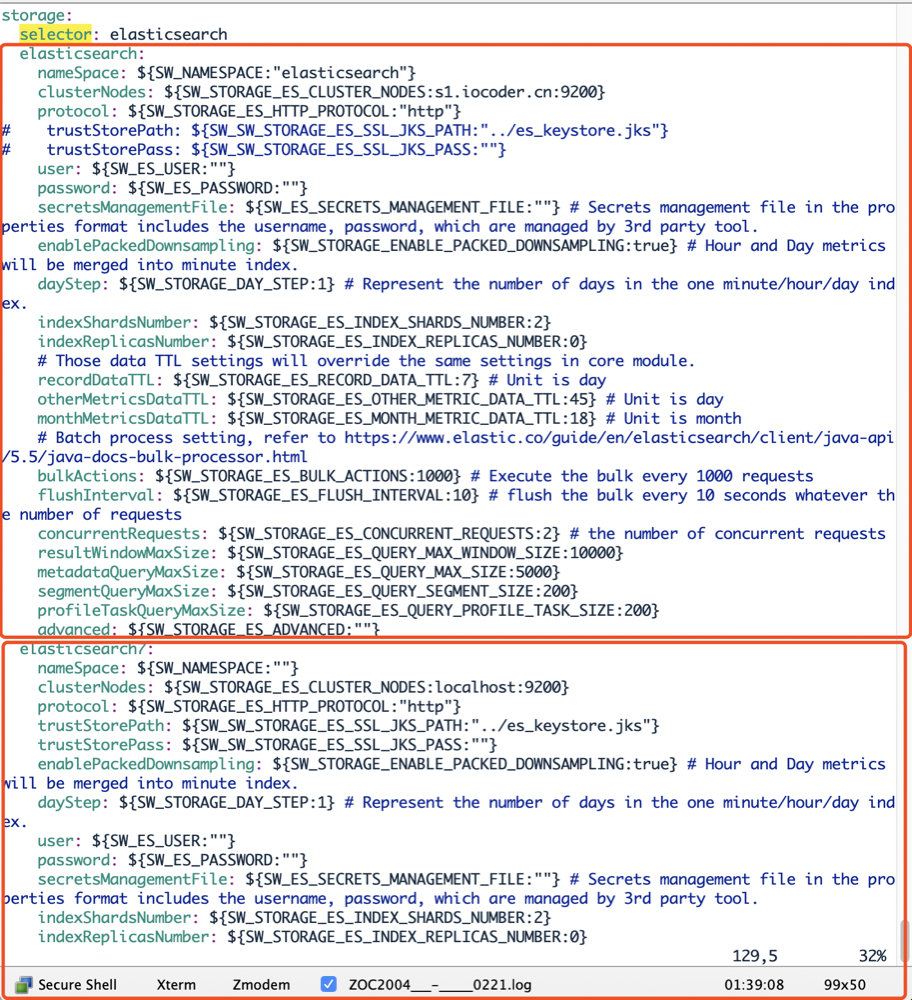 storage:
  selector: elasticsearch
  elasticsearch:
    nameSpace: ${SW_NAMESPACE:"elasticsearch"}
    clusterNodes: ${SW_STORAGE_ES_CLUSTER_NODES:s1.iocoder.cn:9200}
    protocol: ${SW_STORAGE_ES_HTTP_PROTOCOL:"http"}
#    trustStorePath: ${SW_SW_STORAGE_ES_SSL_JKS_PATH:"../es_keystore.jks"}
#    trustStorePass: ${SW_SW_STORAGE_ES_SSL_JKS_PASS:""}
    user: ${SW_ES_USER:""}
    password: ${SW_ES_PASSWORD:""}
    secretsManagementFile: ${SW_ES_SECRETS_MANAGEMENT_FILE:""} # Secrets management file in the pro
perties format includes the username, password, which are managed by 3rd party tool.
    enablePackedDownsampling: ${SW_STORAGE_ENABLE_PACKED_DOWNSAMPLING:true} # Hour and Day metrics
will be merged into minute index.
    dayStep: ${SW_STORAGE_DAY_STEP:1} # Represent the number of days in the one minute/hour/day ind
ex.
    indexShardsNumber: ${SW_STORAGE_ES_INDEX_SHARDS_NUMBER:2}
    indexReplicasNumber: ${SW_STORAGE_ES_INDEX_REPLICAS_NUMBER:0}
    # Those data TTL settings will override the same settings in core module.
    recordDataTTL: ${SW_STORAGE_ES_RECORD_DATA_TTL:7} # Unit is day
    otherMetricsDataTTL: ${SW_STORAGE_ES_OTHER_METRIC_DATA_TTL:45} # Unit is day
    monthMetricsDataTTL: ${SW_STORAGE_ES_MONTH_METRIC_DATA_TTL:18} # Unit is month
    # Batch process setting, refer to https://www.elastic.co/guide/en/elasticsearch/client/java-api
/5.5/java-docs-bulk-processor.html
    bulkActions: ${SW_STORAGE_ES_BULK_ACTIONS:1000} # Execute the bulk every 1000 requests
    flushInterval: ${SW_STORAGE_ES_FLUSH_INTERVAL:10} # flush the bulk every 10 seconds whatever th
e number of requests
    concurrentRequests: ${SW_STORAGE_ES_CONCURRENT_REQUESTS:2} # the number of concurrent requests
    resultWindowMaxSize: ${SW_STORAGE_ES_QUERY_MAX_WINDOW_SIZE:10000}
    metadataQueryMaxSize: ${SW_STORAGE_ES_QUERY_MAX_SIZE:5000}
    segmentQueryMaxSize: ${SW_STORAGE_ES_QUERY_SEGMENT_SIZE:200}
    profileTaskQueryMaxSize: ${SW_STORAGE_ES_QUERY_PROFILE_TASK_SIZE:200}
    advanced: ${SW_STORAGE_ES_ADVANCED:""}
  elasticsearch7:
    nameSpace: ${SW_NAMESPACE:""}
    clusterNodes: ${SW_STORAGE_ES_CLUSTER_NODES:localhost:9200}
    protocol: ${SW_STORAGE_ES_HTTP_PROTOCOL:"http"}
    trustStorePath: ${SW_SW_STORAGE_ES_SSL_JKS_PATH:"../es_keystore.jks"}
    trustStorePass: ${SW_SW_STORAGE_ES_SSL_JKS_PASS:""}
    enablePackedDownsampling: ${SW_STORAGE_ENABLE_PACKED_DOWNSAMPLING:true} # Hour and Day metrics
will be merged into minute index.
    dayStep: ${SW_STORAGE_DAY_STEP:1} # Represent the number of days in the one minute/hour/day ind
ex.
    user: ${SW_ES_USER:""}
    password: ${SW_ES_PASSWORD:""}
    secretsManagementFile: ${SW_ES_SECRETS_MANAGEMENT_FILE:""} # Secrets management file in the pro
perties format includes the username, password, which are managed by 3rd party tool.
    indexShardsNumber: ${SW_STORAGE_ES_INDEX_SHARDS_NUMBER:2}
    indexReplicasNumber: ${SW_STORAGE_ES_INDEX_REPLICAS_NUMBER:0}
129,5 32%
Secure Shell Xterm Zmodem ZOC2004__-____0221.log 01:39:08 99x50